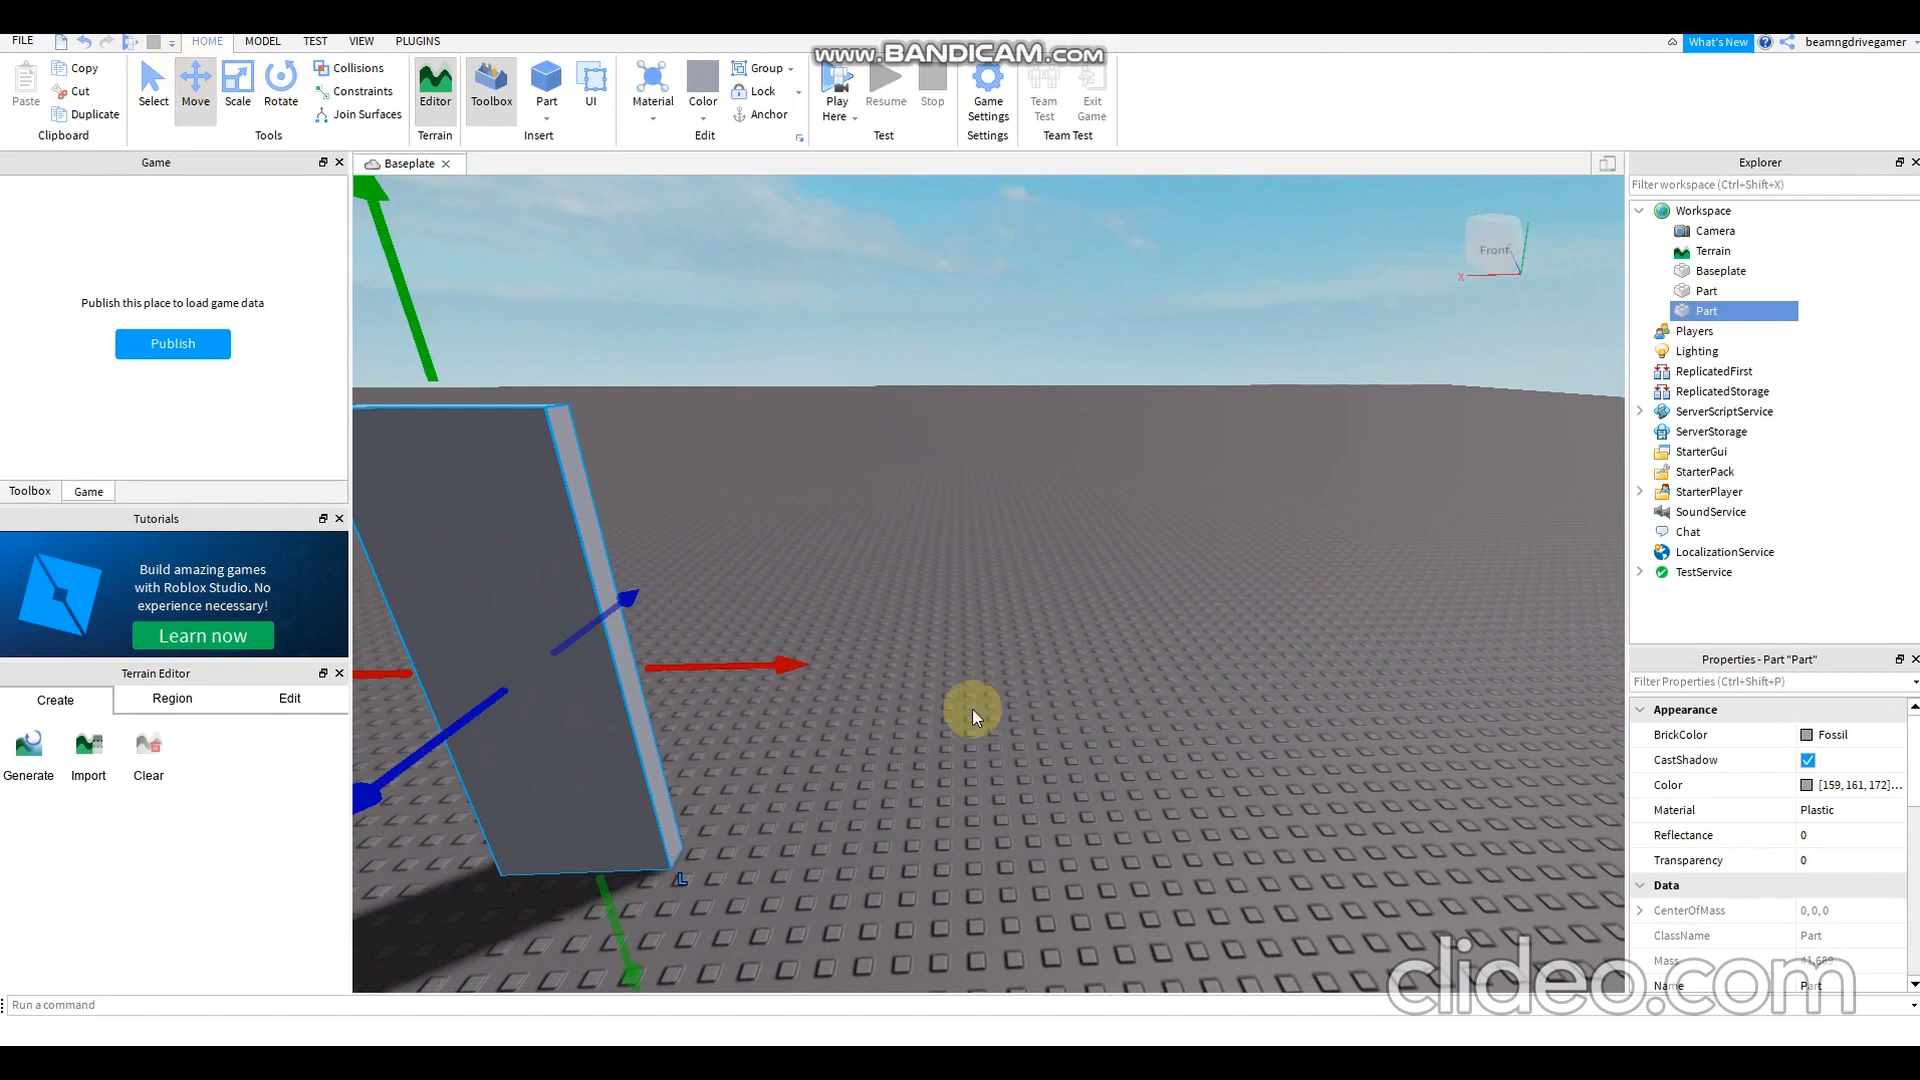 FILE HOME MODEL TEST VIEW PLUGINS What's New beamngdrivegamer
www.BANDICAM.com
Paste Copy Cut Duplicate
Select Move Scale Rotate
Collisions
Constraints
Join Surfaces
Editor Toolbox Part UI
Material Color
Group
Lock
Anchor
Play Here Resume Stop
Game Settings
Team Test
Exit Game
Clipboard Tools Terrain Insert Edit Test Settings Team Test
Game
Publish this place to load game data
Publish
Toolbox Game
Tutorials
Build amazing games
with Roblox Studio. No
experience necessary!
Learn now
Terrain Editor
Create Region Edit
Generate Import Clear
Baseplate
Front
X
L
Explorer
Filter workspace (Ctrl+Shift+X)
Workspace
Camera
Terrain
Baseplate
Part
Part
Players
Lighting
ReplicatedFirst
ReplicatedStorage
ServerScriptService
ServerStorage
StarterGui
StarterPack
StarterPlayer
SoundService
Chat
LocalizationService
TestService
Properties - Part "Part"
Filter Properties (Ctrl+Shift+P)
Appearance
BrickColor Fossil
CastShadow
Color [159, 161, 172]...
Material Plastic
Reflectance 0
Transparency 0
Data
CenterOfMass 0, 0, 0
ClassName Part
Mass 41,689
Name Part
clideo.com
Run a command